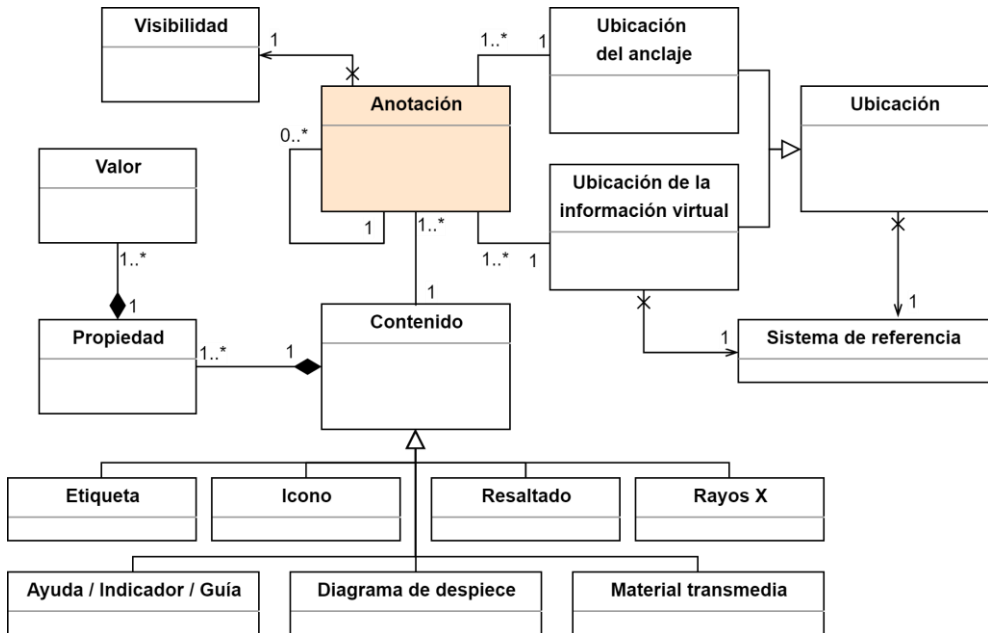 Visibilidad
1
1..*
1
Ubicación
del anclaje
Anotación
Ubicación
0..*
1
Valor
1..*
1
1..*
1..*
1
Ubicación de la
información virtual
1
Propiedad
1..*
1
Contenido
1
1
Sistema de referencia
Etiqueta
Icono
Resaltado
Rayos X
Ayuda / Indicador / Guía
Diagrama de despiece
Material transmedia